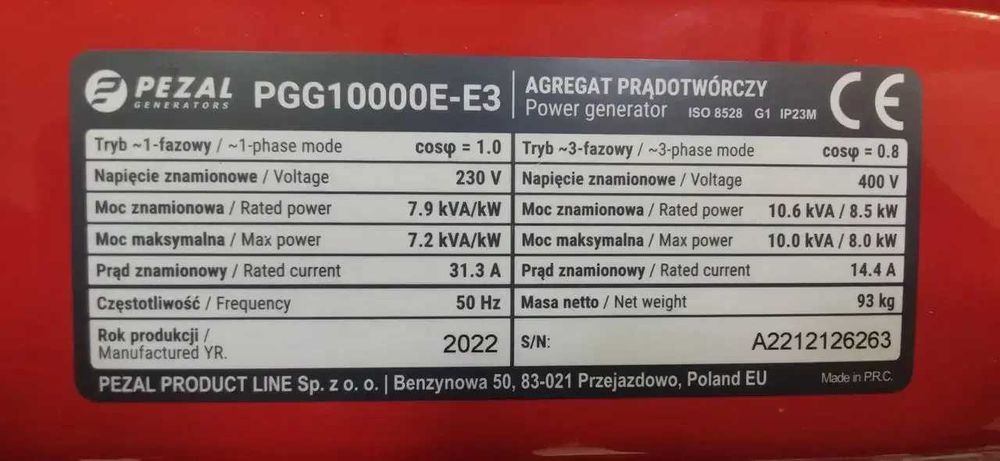 PEZAL
GENERATORS
PGG10000E-E3
AGREGAT PRĄDOTWÓRCZY
Power generator ISO 8528 G1 IP23M
CE
Tryb ~1-fazowy / ~1-phase mode cosφ = 1.0
Napięcie znamionowe / Voltage 230 V
Moc znamionowa / Rated power 7.9 kVA/kW
Moc maksymalna / Max power 7.2 kVA/kW
Prąd znamionowy / Rated current 31.3 A
Częstotliwość / Frequency 50 Hz
Rok produkcji /
Manufactured YR. 2022
Tryb ~3-fazowy / ~3-phase mode cosφ = 0.8
Napięcie znamionowe / Voltage 400 V
Moc znamionowa / Rated power 10.6 kVA / 8.5 kW
Moc maksymalna / Max power 10.0 kVA / 8.0 kW
Prąd znamionowy / Rated current 14.4 A
Masa netto / Net weight 93 kg
S/N: A2212126263
PEZAL PRODUCT LINE Sp. z o. o. | Benzynowa 50, 83-021 Przejazdowo, Poland EU
Made in P.R.C.